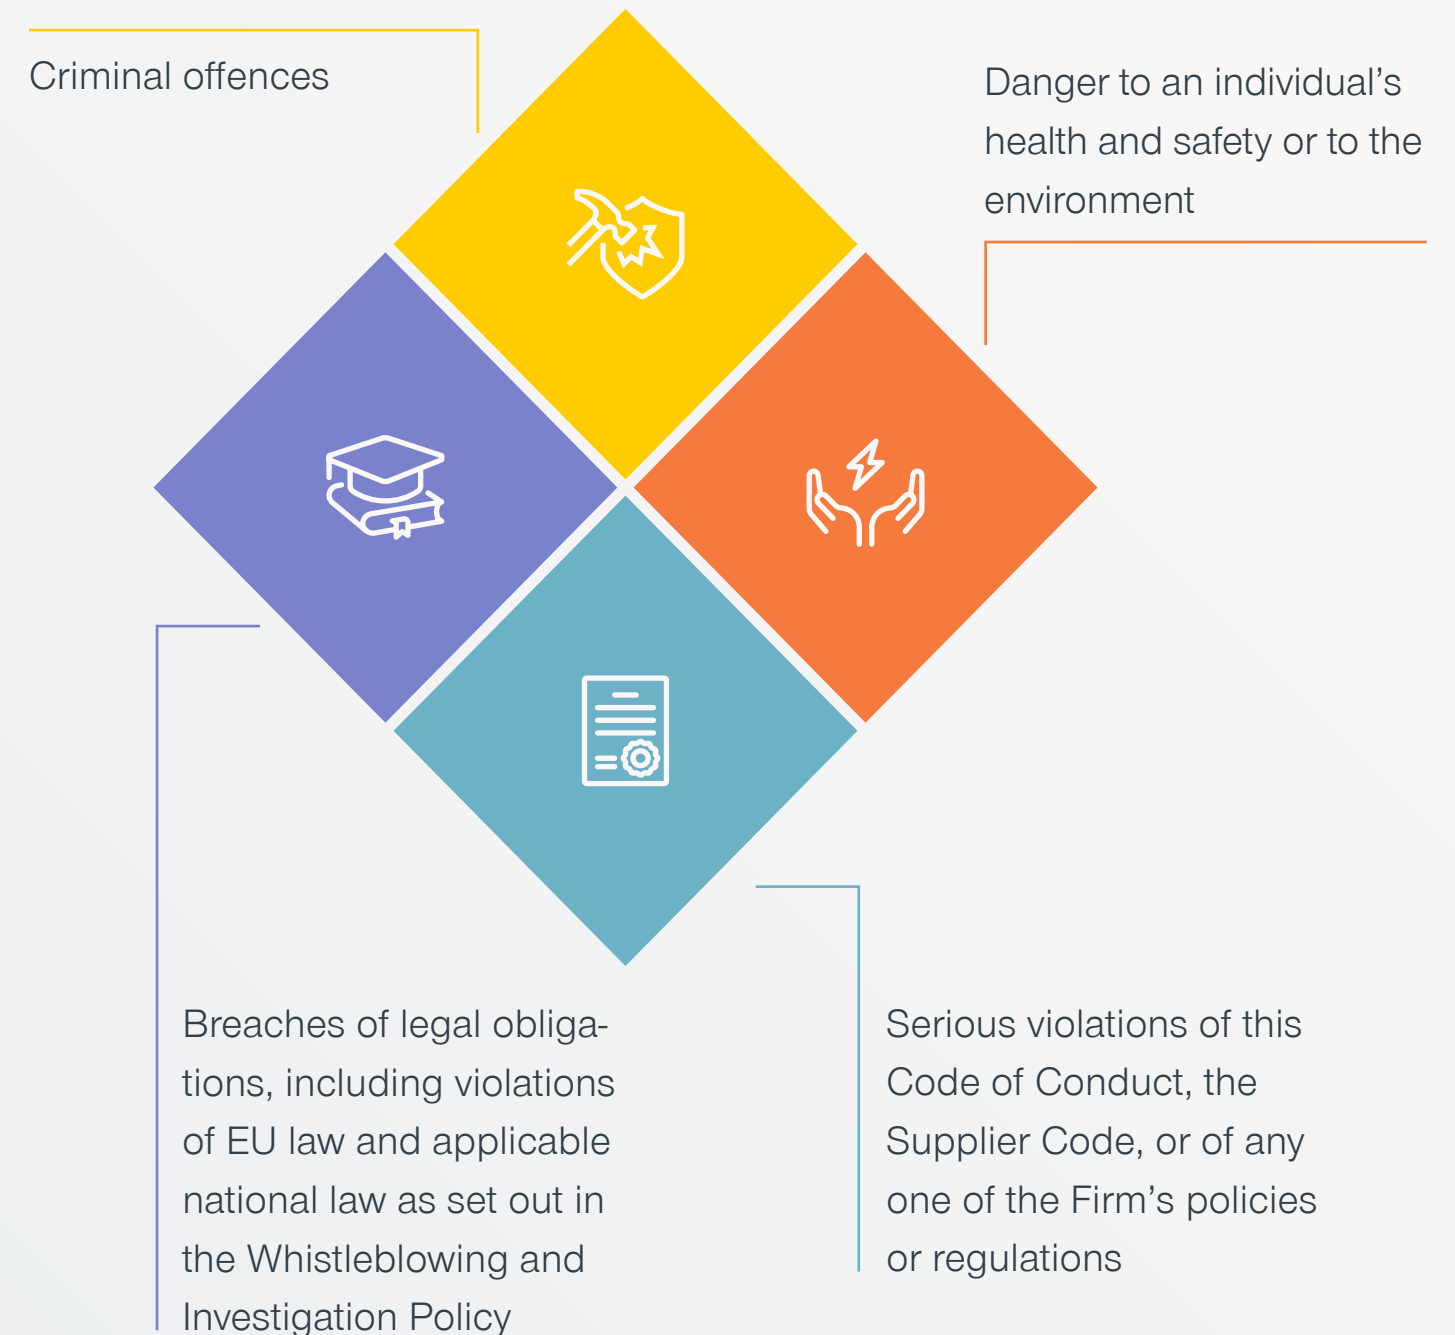 Criminal offences
Danger to an individual’s
health and safety or to the
environment
Breaches of legal obliga-
tions, including violations
of EU law and applicable
national law as set out in
the Whistleblowing and
Investigation Policy
Serious violations of this
Code of Conduct, the
Supplier Code, or of any
one of the Firm’s policies
or regulations